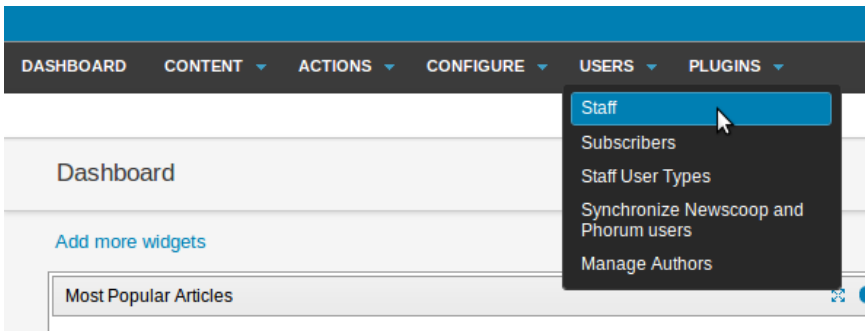 DASHBOARD CONTENT ACTIONS CONFIGURE USERS PLUGINS
Staff
Subscribers
Staff User Types
Synchronize Newscoop and
Phorum users
Manage Authors
Dashboard
Add more widgets
Most Popular Articles